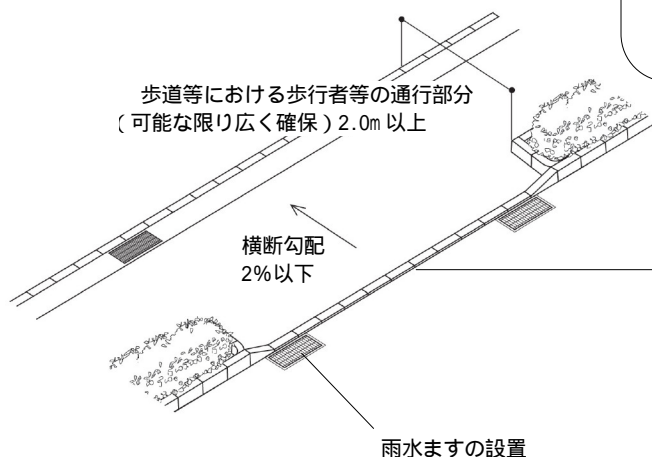 歩道等における歩行者等の通行部分
(可能な限り広く確保)2.0m以上
横断勾配
2%以下
雨水ますの設置